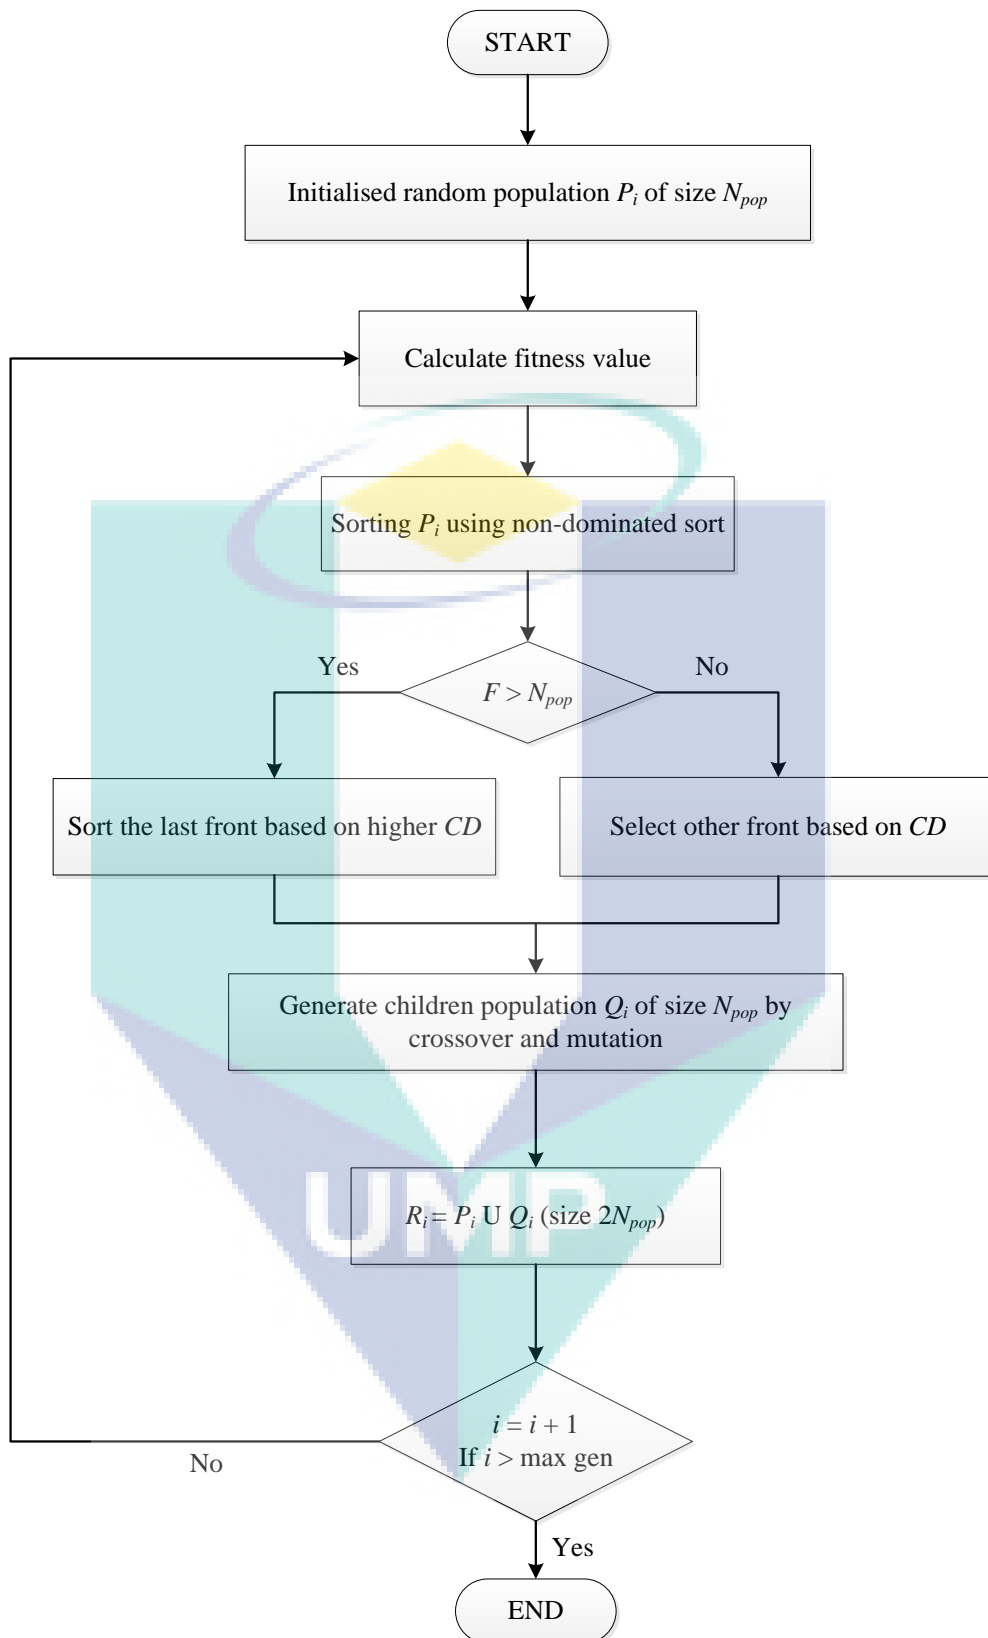 START
Initialised random population Pi of size Npop
Calculate fitness value
Sorting Pi using non-dominated sort
Yes
No
F > Npop
Sort the last front based on higher CD
Select other front based on CD
Generate children population Qi of size Npop by
crossover and mutation
UMP
Ri = Pi U Qi (size 2Npop)
i = i + 1
If i > max gen
No
Yes
END